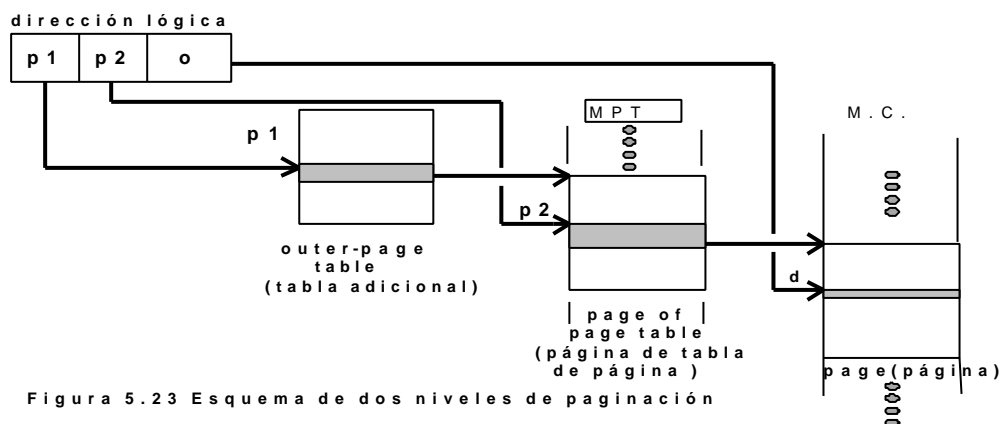 dirección lógica
p1 p2 o
MPT
M.C.
p1
p2
d
outer-page
table
(tabla adicional)
page of
page table
(página de tabla
de página )
page(página)
Figura 5.23 Esquema de dos niveles de paginación